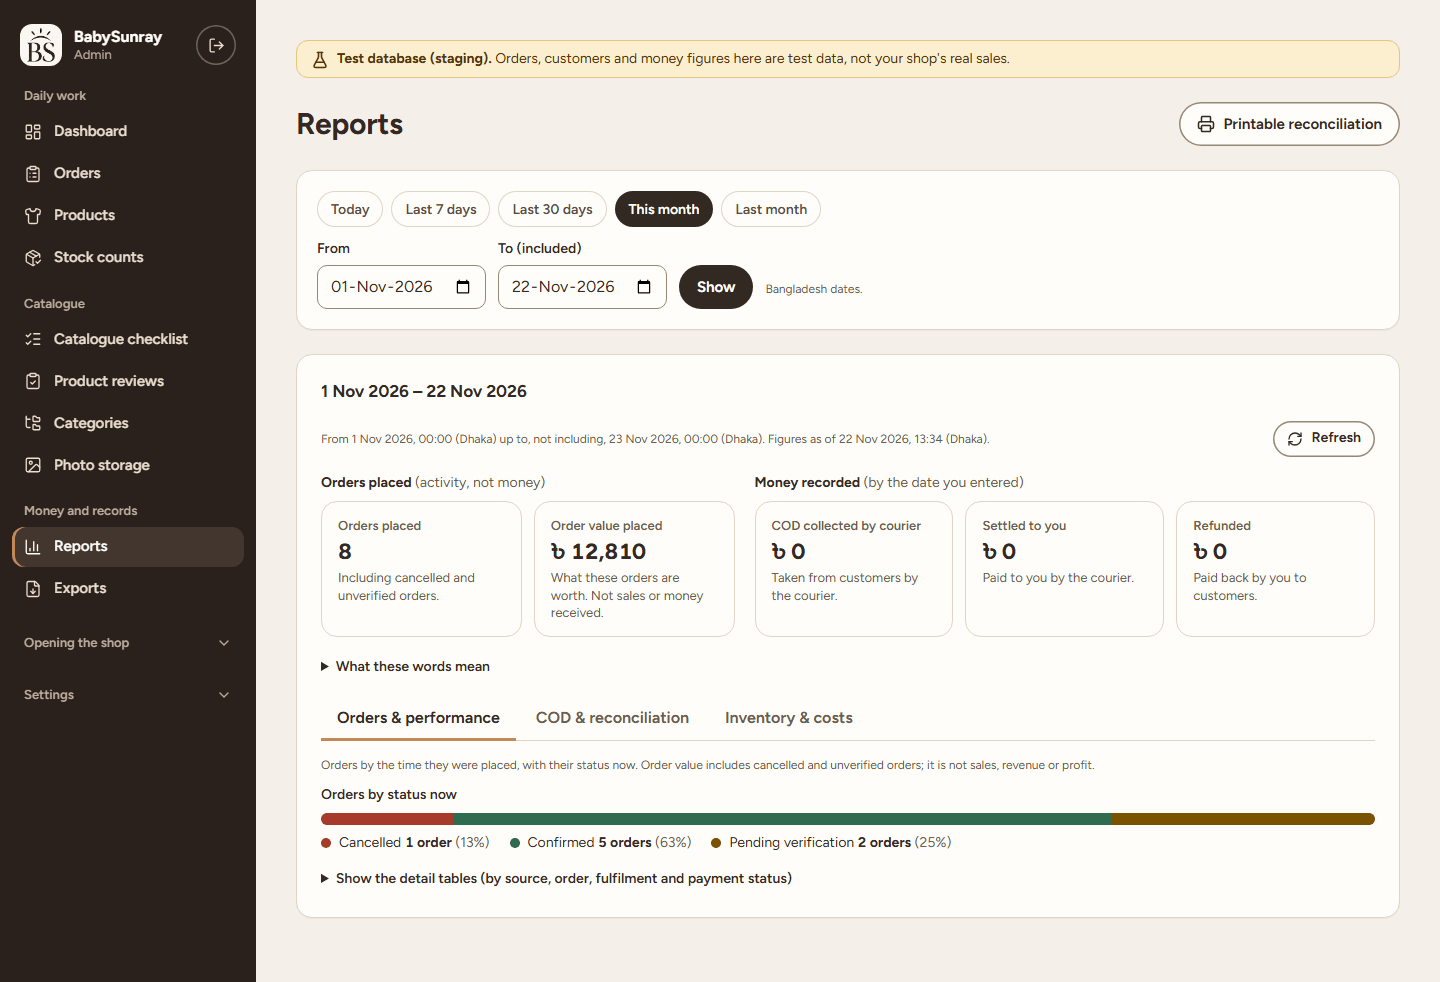 BS
BabySunray
Admin
Daily work
Dashboard
Orders
Products
Stock counts
Catalogue
Catalogue checklist
Product reviews
Categories
Photo storage
Money and records
Reports
Exports
Opening the shop
Settings
Test database (staging). Orders, customers and money figures here are test data, not your shop's real sales.
Reports
Printable reconciliation
Today
Last 7 days
Last 30 days
This month
Last month
From
To (included)
01-Nov-2026
22-Nov-2026
Show
Bangladesh dates.
1 Nov 2026 – 22 Nov 2026
From 1 Nov 2026, 00:00 (Dhaka) up to, not including, 23 Nov 2026, 00:00 (Dhaka). Figures as of 22 Nov 2026, 13:34 (Dhaka).
Refresh
Orders placed (activity, not money)
Orders placed
8
Including cancelled and
unverified orders.
Order value placed
৳ 12,810
What these orders are
worth. Not sales or money
received.
Money recorded (by the date you entered)
COD collected by courier
৳ 0
Taken from customers by
the courier.
Settled to you
৳ 0
Paid to you by the courier.
Refunded
৳ 0
Paid back by you to
customers.
What these words mean
Orders & performance
COD & reconciliation
Inventory & costs
Orders by the time they were placed, with their status now. Order value includes cancelled and unverified orders; it is not sales, revenue or profit.
Orders by status now
Cancelled 1 order (13%)
Confirmed 5 orders (63%)
Pending verification 2 orders (25%)
Show the detail tables (by source, order, fulfilment and payment status)